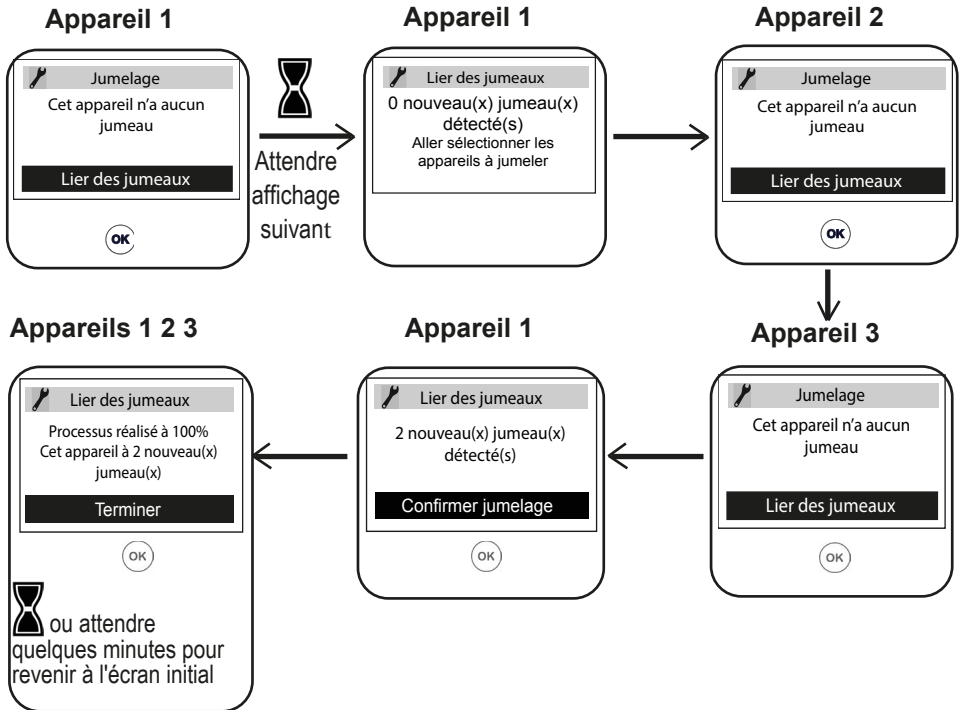 Appareil 1
Jumelage
Cet appareil n'a aucun
jumeau
Lier des jumeaux
OK
Attendre
affichage
suivant
Appareil 1
Lier des jumeaux
0 nouveau(x) jumeau(x)
détecté(s)
Aller sélectionner les
appareils à jumeler
Appareil 2
Jumelage
Cet appareil n'a aucun
jumeau
Lier des jumeaux
OK
Appareil 3
Jumelage
Cet appareil n'a aucun
jumeau
Lier des jumeaux
OK
Appareil 1
Lier des jumeaux
2 nouveau(x) jumeau(x)
détecté(s)
Confirmer jumelage
OK
Appareils 1 2 3
Lier des jumeaux
Processus réalisé à 100%
Cet appareil à 2 nouveau(x)
jumeau(x)
Terminer
OK
ou attendre
quelques minutes pour
revenir à l'écran initial